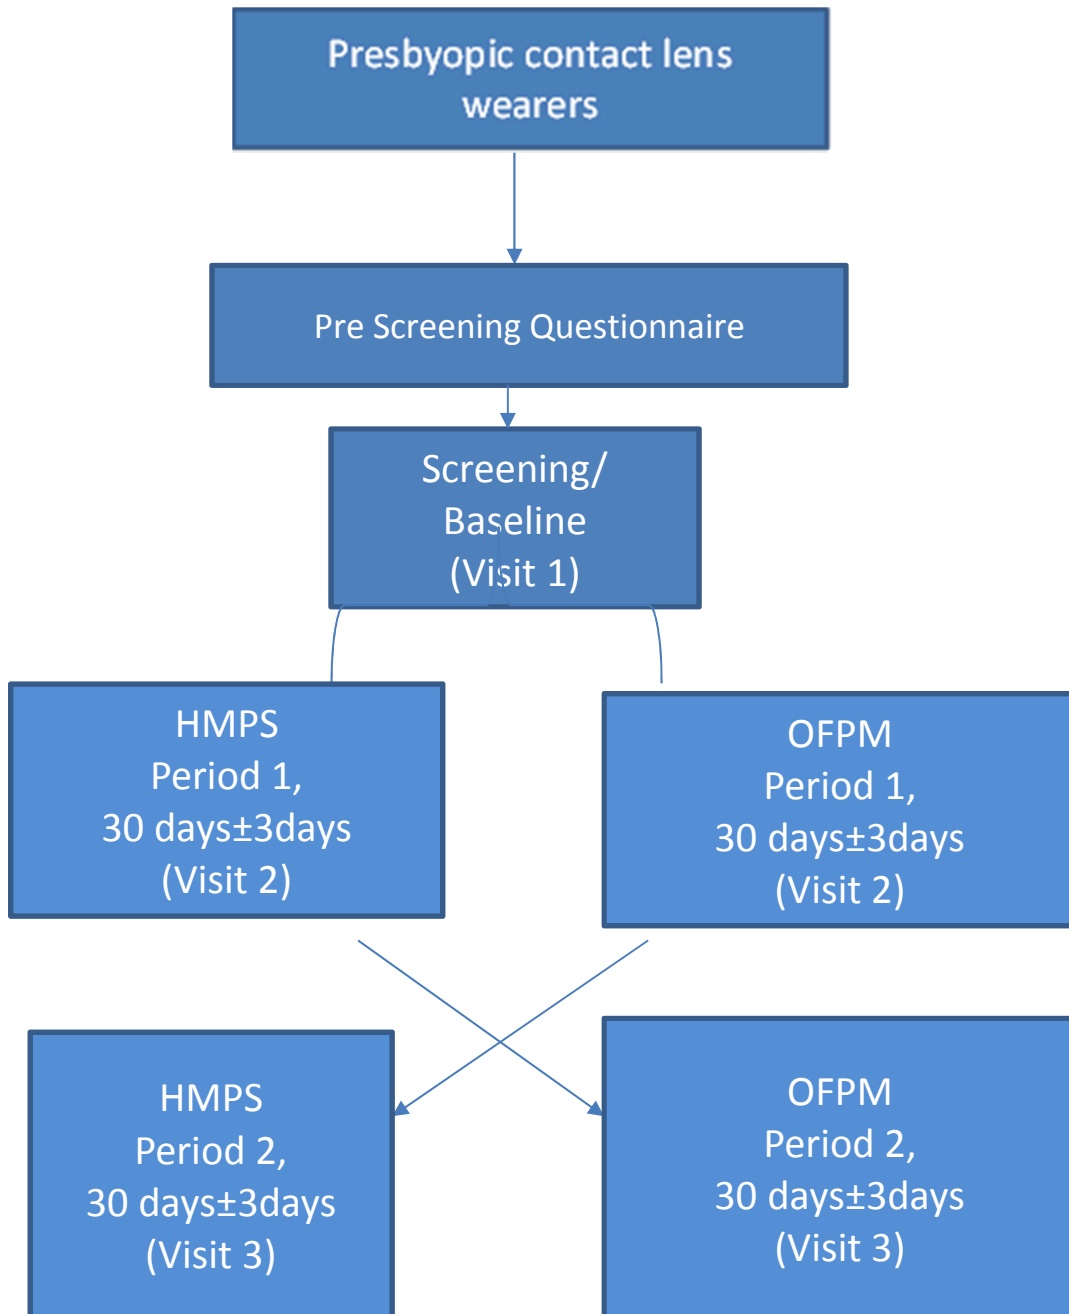 Presbyopic contact lens
wearers
Pre Screening Questionnaire
Screening/
Baseline
(Visit 1)
HMPS
Period 1,
30 days±3days
(Visit 2)
OFPM
Period 1,
30 days±3days
(Visit 2)
HMPS
Period 2,
30 days±3days
(Visit 3)
OFPM
Period 2,
30 days±3days
(Visit 3)